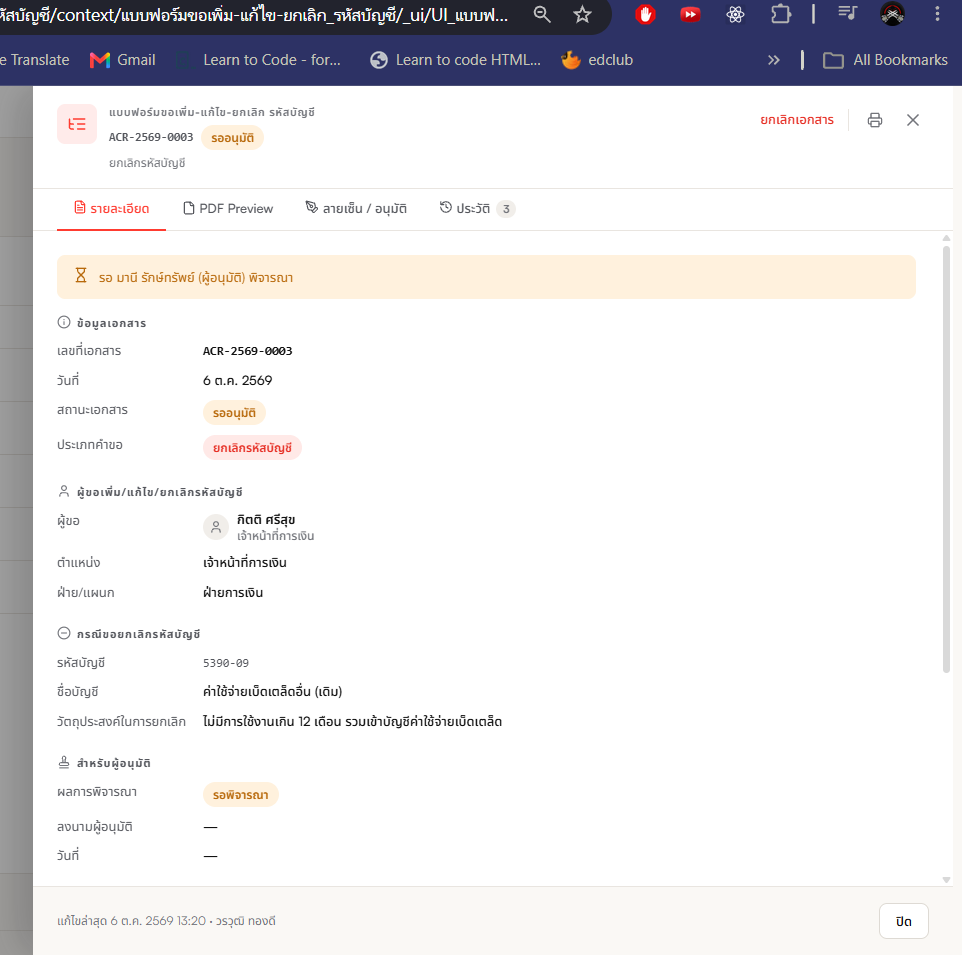 หัสบัญชี/context/แบบฟอร์มขอเพิ่ม-แก้ไข-ยกเลิก_รหัสบัญชี/_ui/UI_แบบฟ...
e Translate
Gmail
Learn to Code - for...
Learn to code HTML...
edclub
»
All Bookmarks
แบบฟอร์มขอเพิ่ม-แก้ไข-ยกเลิก รหัสบัญชี
ACR-2569-0003 รออนุมัติ
ยกเลิกรหัสบัญชี
ยกเลิกเอกสาร
รายละเอียด
PDF Preview
ลายเซ็น / อนุมัติ
ประวัติ 3
รอ มานี รักษ์ทรัพย์ (ผู้อนุมัติ) พิจารณา
ข้อมูลเอกสาร
เลขที่เอกสาร ACR-2569-0003
วันที่ 6 ต.ค. 2569
สถานะเอกสาร รออนุมัติ
ประเภทคำขอ ยกเลิกรหัสบัญชี
ผู้ขอเพิ่ม/แก้ไข/ยกเลิกรหัสบัญชี
ผู้ขอ กิตติ ศรีสุข
เจ้าหน้าที่การเงิน
ตำแหน่ง เจ้าหน้าที่การเงิน
ฝ่าย/แผนก ฝ่ายการเงิน
กรณีขอยกเลิกรหัสบัญชี
รหัสบัญชี 5390-09
ชื่อบัญชี ค่าใช้จ่ายเบ็ดเตล็ดอื่น (เดิม)
วัตถุประสงค์ในการยกเลิก ไม่มีการใช้งานเกิน 12 เดือน รวมเข้าบัญชีค่าใช้จ่ายเบ็ดเตล็ด
สำหรับผู้อนุมัติ
ผลการพิจารณา รอพิจารณา
ลงนามผู้อนุมัติ —
วันที่ —
แก้ไขล่าสุด 6 ต.ค. 2569 13:20 · วรวุฒิ ทองดี
ปิด